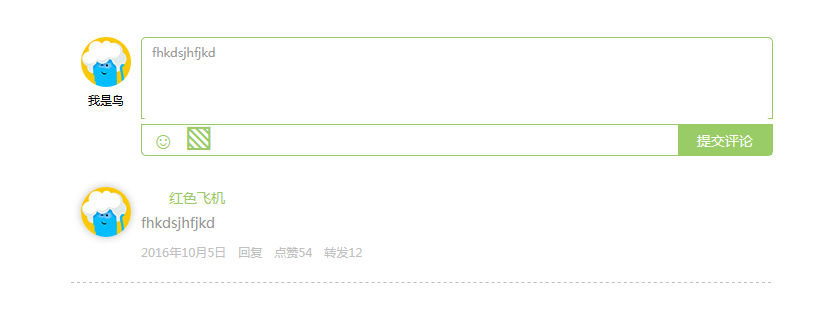 fhkdsjhfjkd
我是鸟
提交评论
红色飞机
fhkdsjhfjkd
2016年10月5日 回复 点赞54 转发12